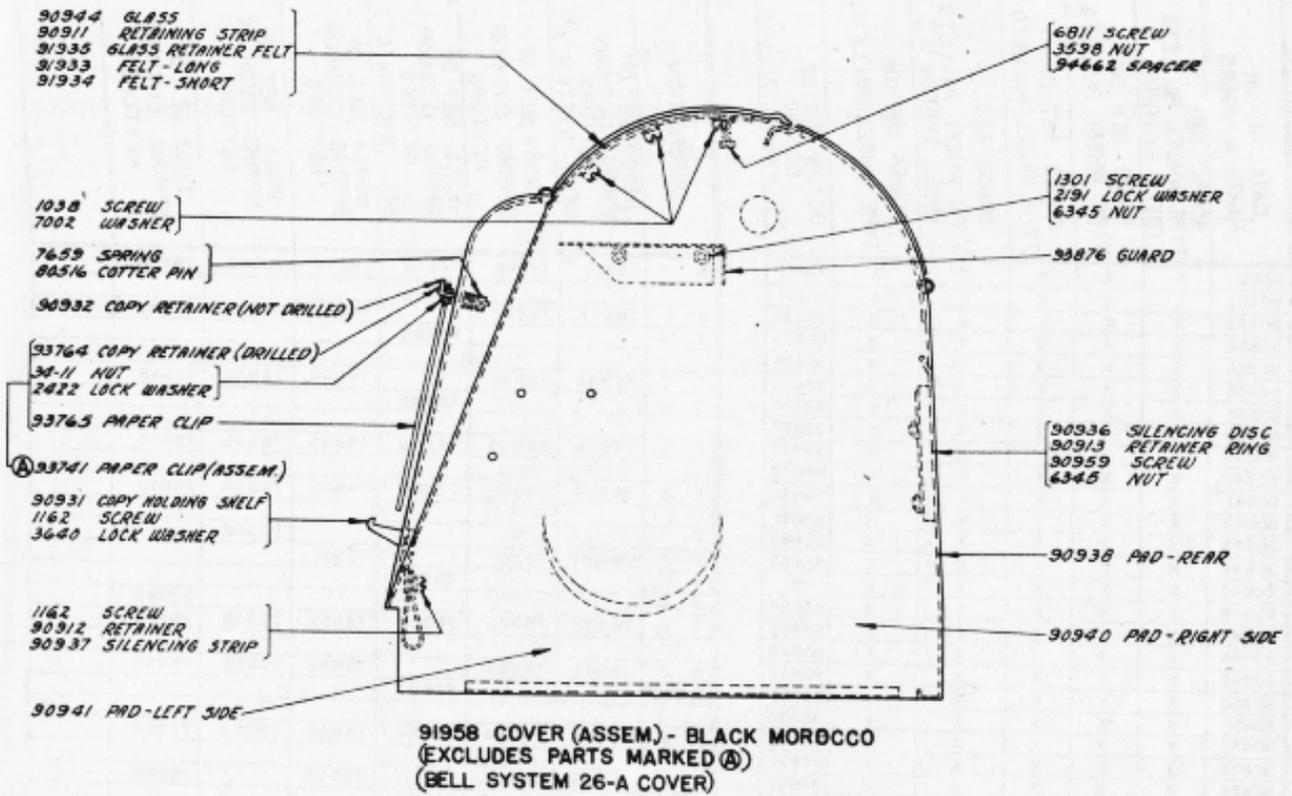 90944 GLASS
90911 RETAINING STRIP
91935 GLASS RETAINER FELT
91933 FELT-LONG
91934 FELT-SHORT
1038 SCREW
7002 WASHER
7659 SPRING
80516 COTTER PIN
90932 COPY RETAINER (NOT DRILLED)
93764 COPY RETAINER (DRILLED)
34-11 NUT
2422 LOCK WASHER
93765 PAPER CLIP
Ⓐ 93741 PAPER CLIP (ASSEM.)
90931 COPY HOLDING SHELF
1162 SCREW
3640 LOCK WASHER
1162 SCREW
90912 RETAINER
90937 SILENCING STRIP
90941 PAD-LEFT SIDE
6811 SCREW
3598 NUT
94662 SPACER
1301 SCREW
2191 LOCK WASHER
6345 NUT
93876 GUARD
90936 SILENCING DISC
90913 RETAINER RING
90959 SCREW
6345 NUT
90938 PAD-REAR
90940 PAD-RIGHT SIDE
91958 COVER (ASSEM) - BLACK MOROCCO
(EXCLUDES PARTS MARKED Ⓐ)
(BELL SYSTEM 26-A COVER)